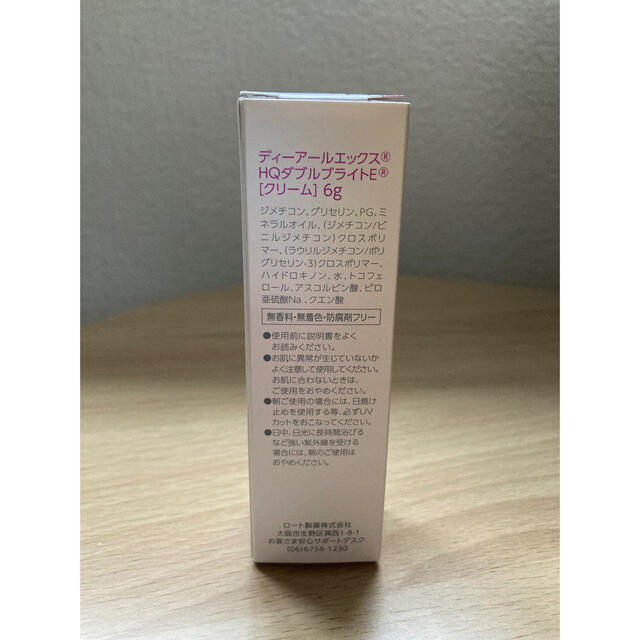 ディーアールエックス®
HQダブルブライトE®
[クリーム] 6g
ジメチコン、グリセリン、PG、ミ
ネラルオイル、(ジメチコン/ビ
ニルジメチコン)クロスポリ
マー、(ラウリルジメチコン/ポリ
グリセリン-3)クロスポリマー、
ハイドロキノン、水、トコフェ
ロール、アスコルビン酸、ピロ
亜硫酸Na、クエン酸
無香料・無着色・防腐剤フリー
●使用前に説明書をよく
お読みください。
●お肌に異常が生じていないか
よく注意して使用してください。
お肌に合わないときは、
ご使用をおやめください。
●朝ご使用の場合には、日焼け
止めを使用する等、必ずUV
カットをおこなってください。
●日中、日光に長時間浴びる
など強い紫外線を受ける
場合には、朝のご使用は
おやめください。
ロート製薬株式会社
大阪市生野区巽西1-8-1
お客さま安心サポートデスク:
(06)6758-1230